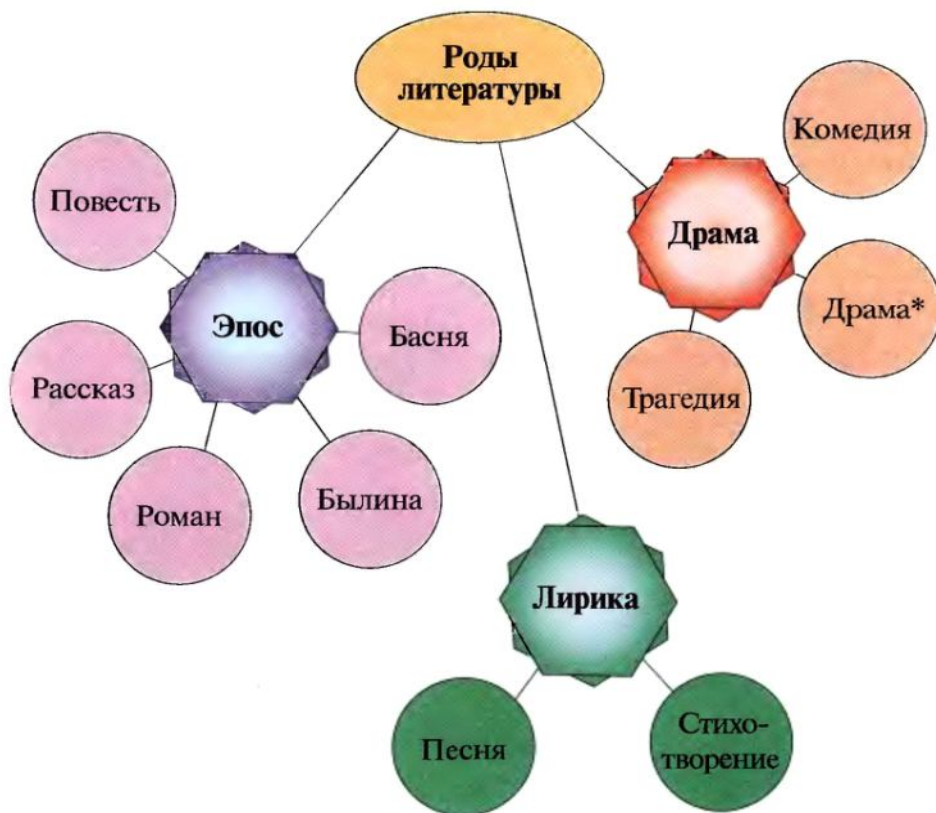 Роды
литературы
Комедия
Повесть
Драма
Эпос
Драма*
Басня
Рассказ
Трагедия
Роман
Былина
Лирика
Песня
Стихо-
творение